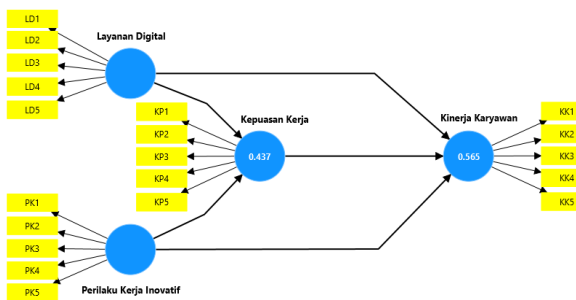 LD1
LD2
LD3
LD4
LD5
Layanan Digital
KP1
KP2
KP3
KP4
KP5
Kepuasan Kerja
0.437
Kinerja Karyawan
0.565
KK1
KK2
KK3
KK4
KK5
PK1
PK2
PK3
PK4
PK5
Perilaku Kerja Inovatif